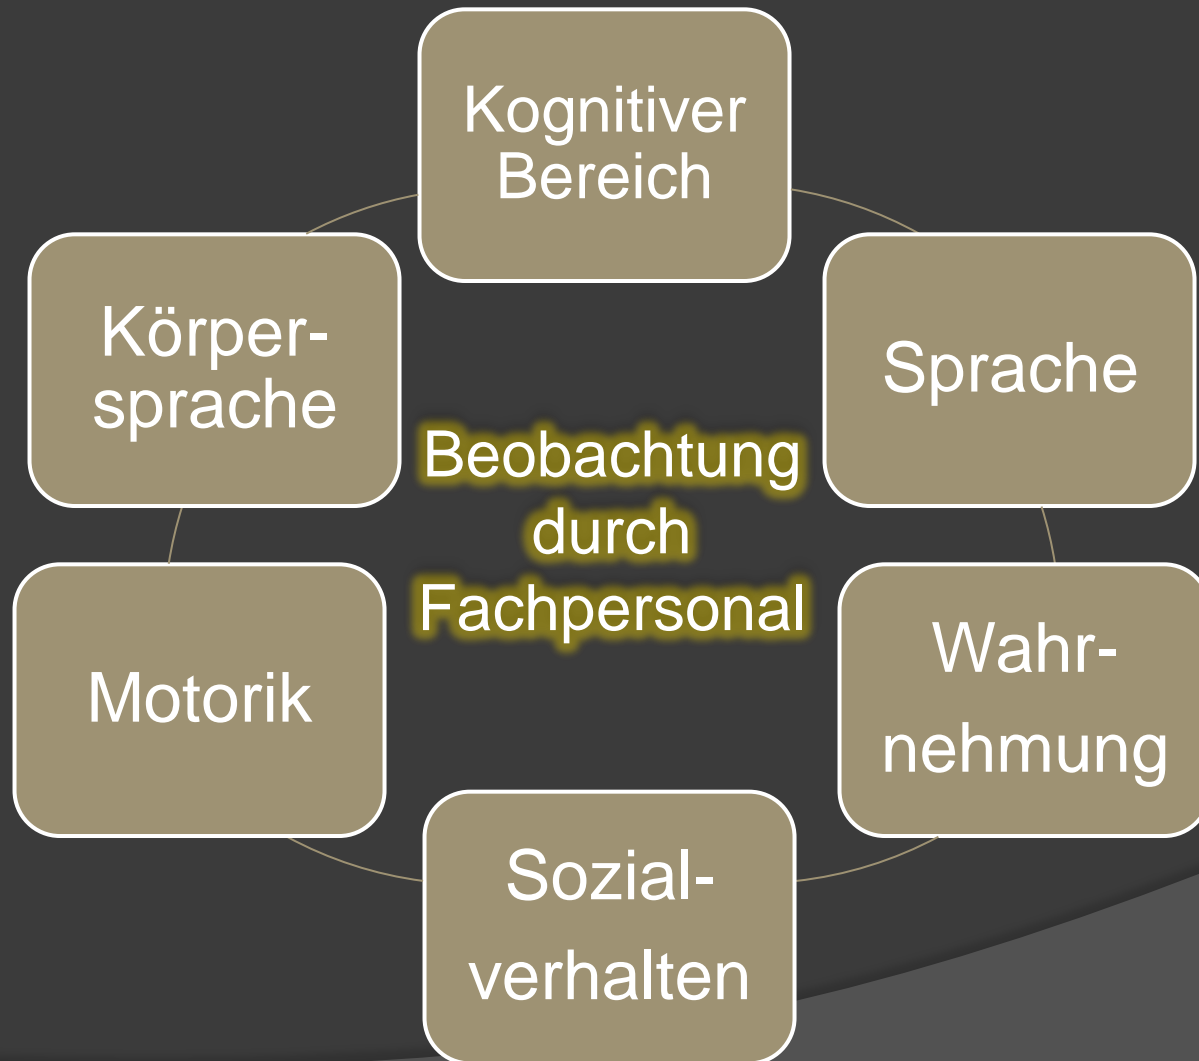 Kognitiver
Bereich
Sprache
Wahr-
nehmung
Sozial-
verhalten
Motorik
Körper-
sprache
Beobachtung
durch
Fachpersonal